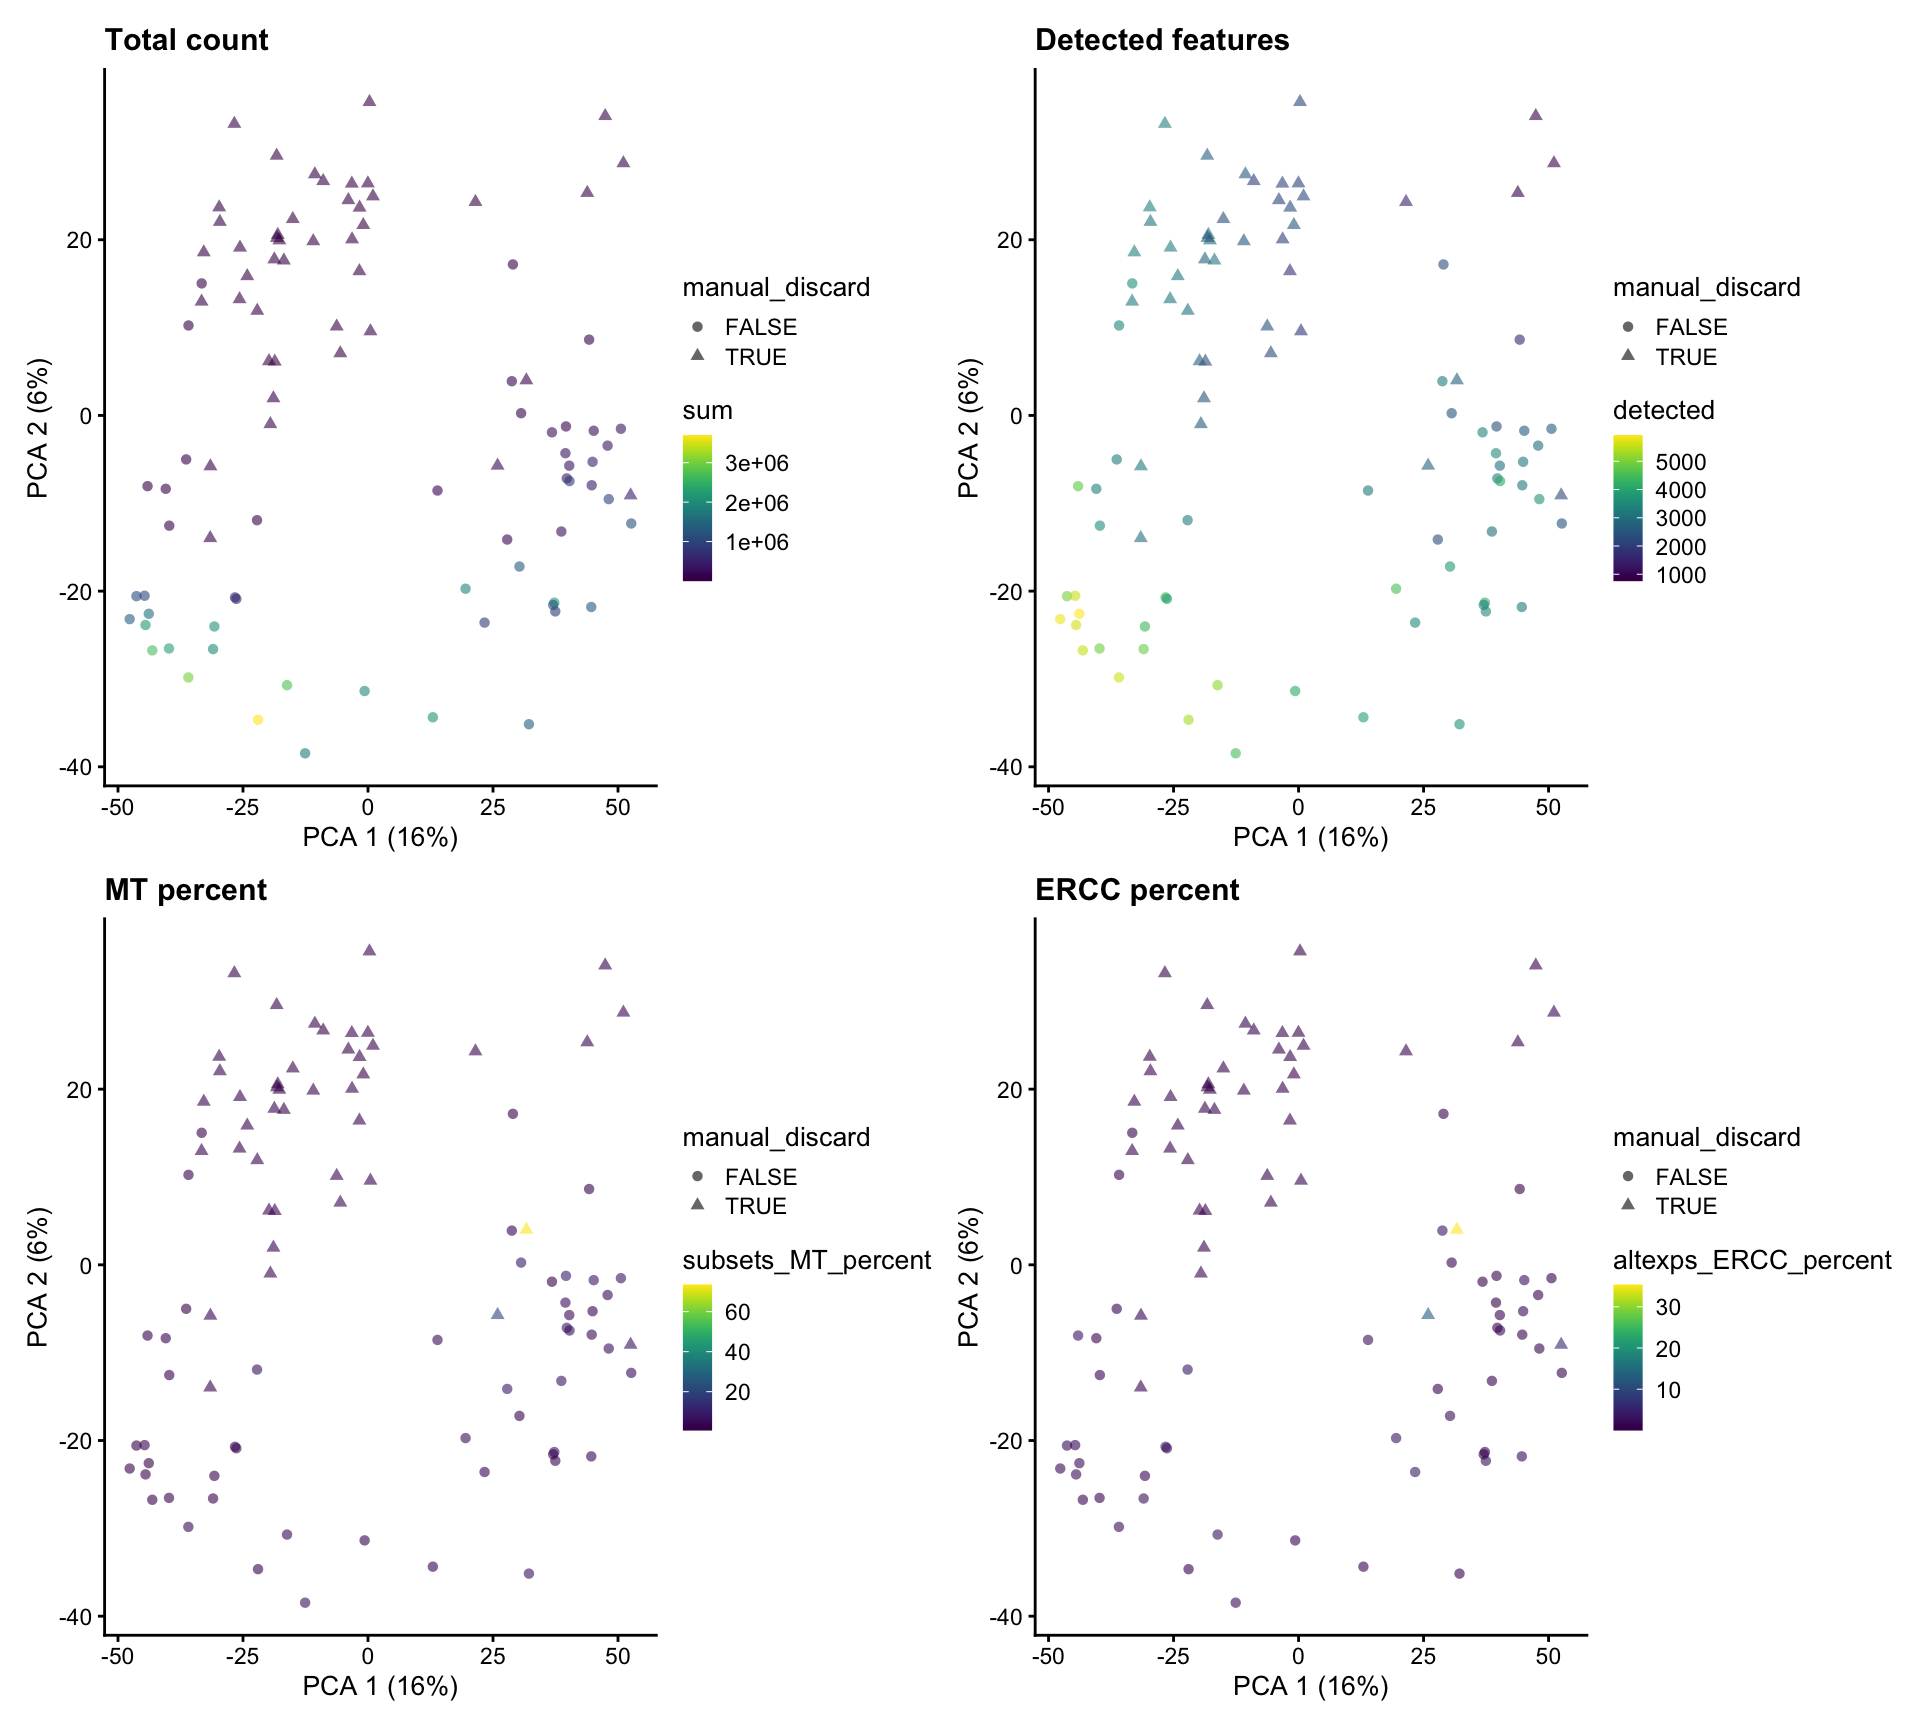 Total count
PCA 2 (6%)
20
0
-20
-40
-50
-25
0
25
50
PCA 1 (16%)
manual_discard
FALSE
TRUE
sum
3e+06
2e+06
1e+06
Detected features
PCA 2 (6%)
20
0
-20
-40
-50
-25
0
25
50
PCA 1 (16%)
manual_discard
FALSE
TRUE
detected
5000
4000
3000
2000
1000
MT percent
PCA 2 (6%)
20
0
-20
-40
-50
-25
0
25
50
PCA 1 (16%)
manual_discard
FALSE
TRUE
subsets_MT_percent
60
40
20
ERCC percent
PCA 2 (6%)
20
0
-20
-40
-50
-25
0
25
50
PCA 1 (16%)
manual_discard
FALSE
TRUE
altexps_ERCC_percent
30
20
10